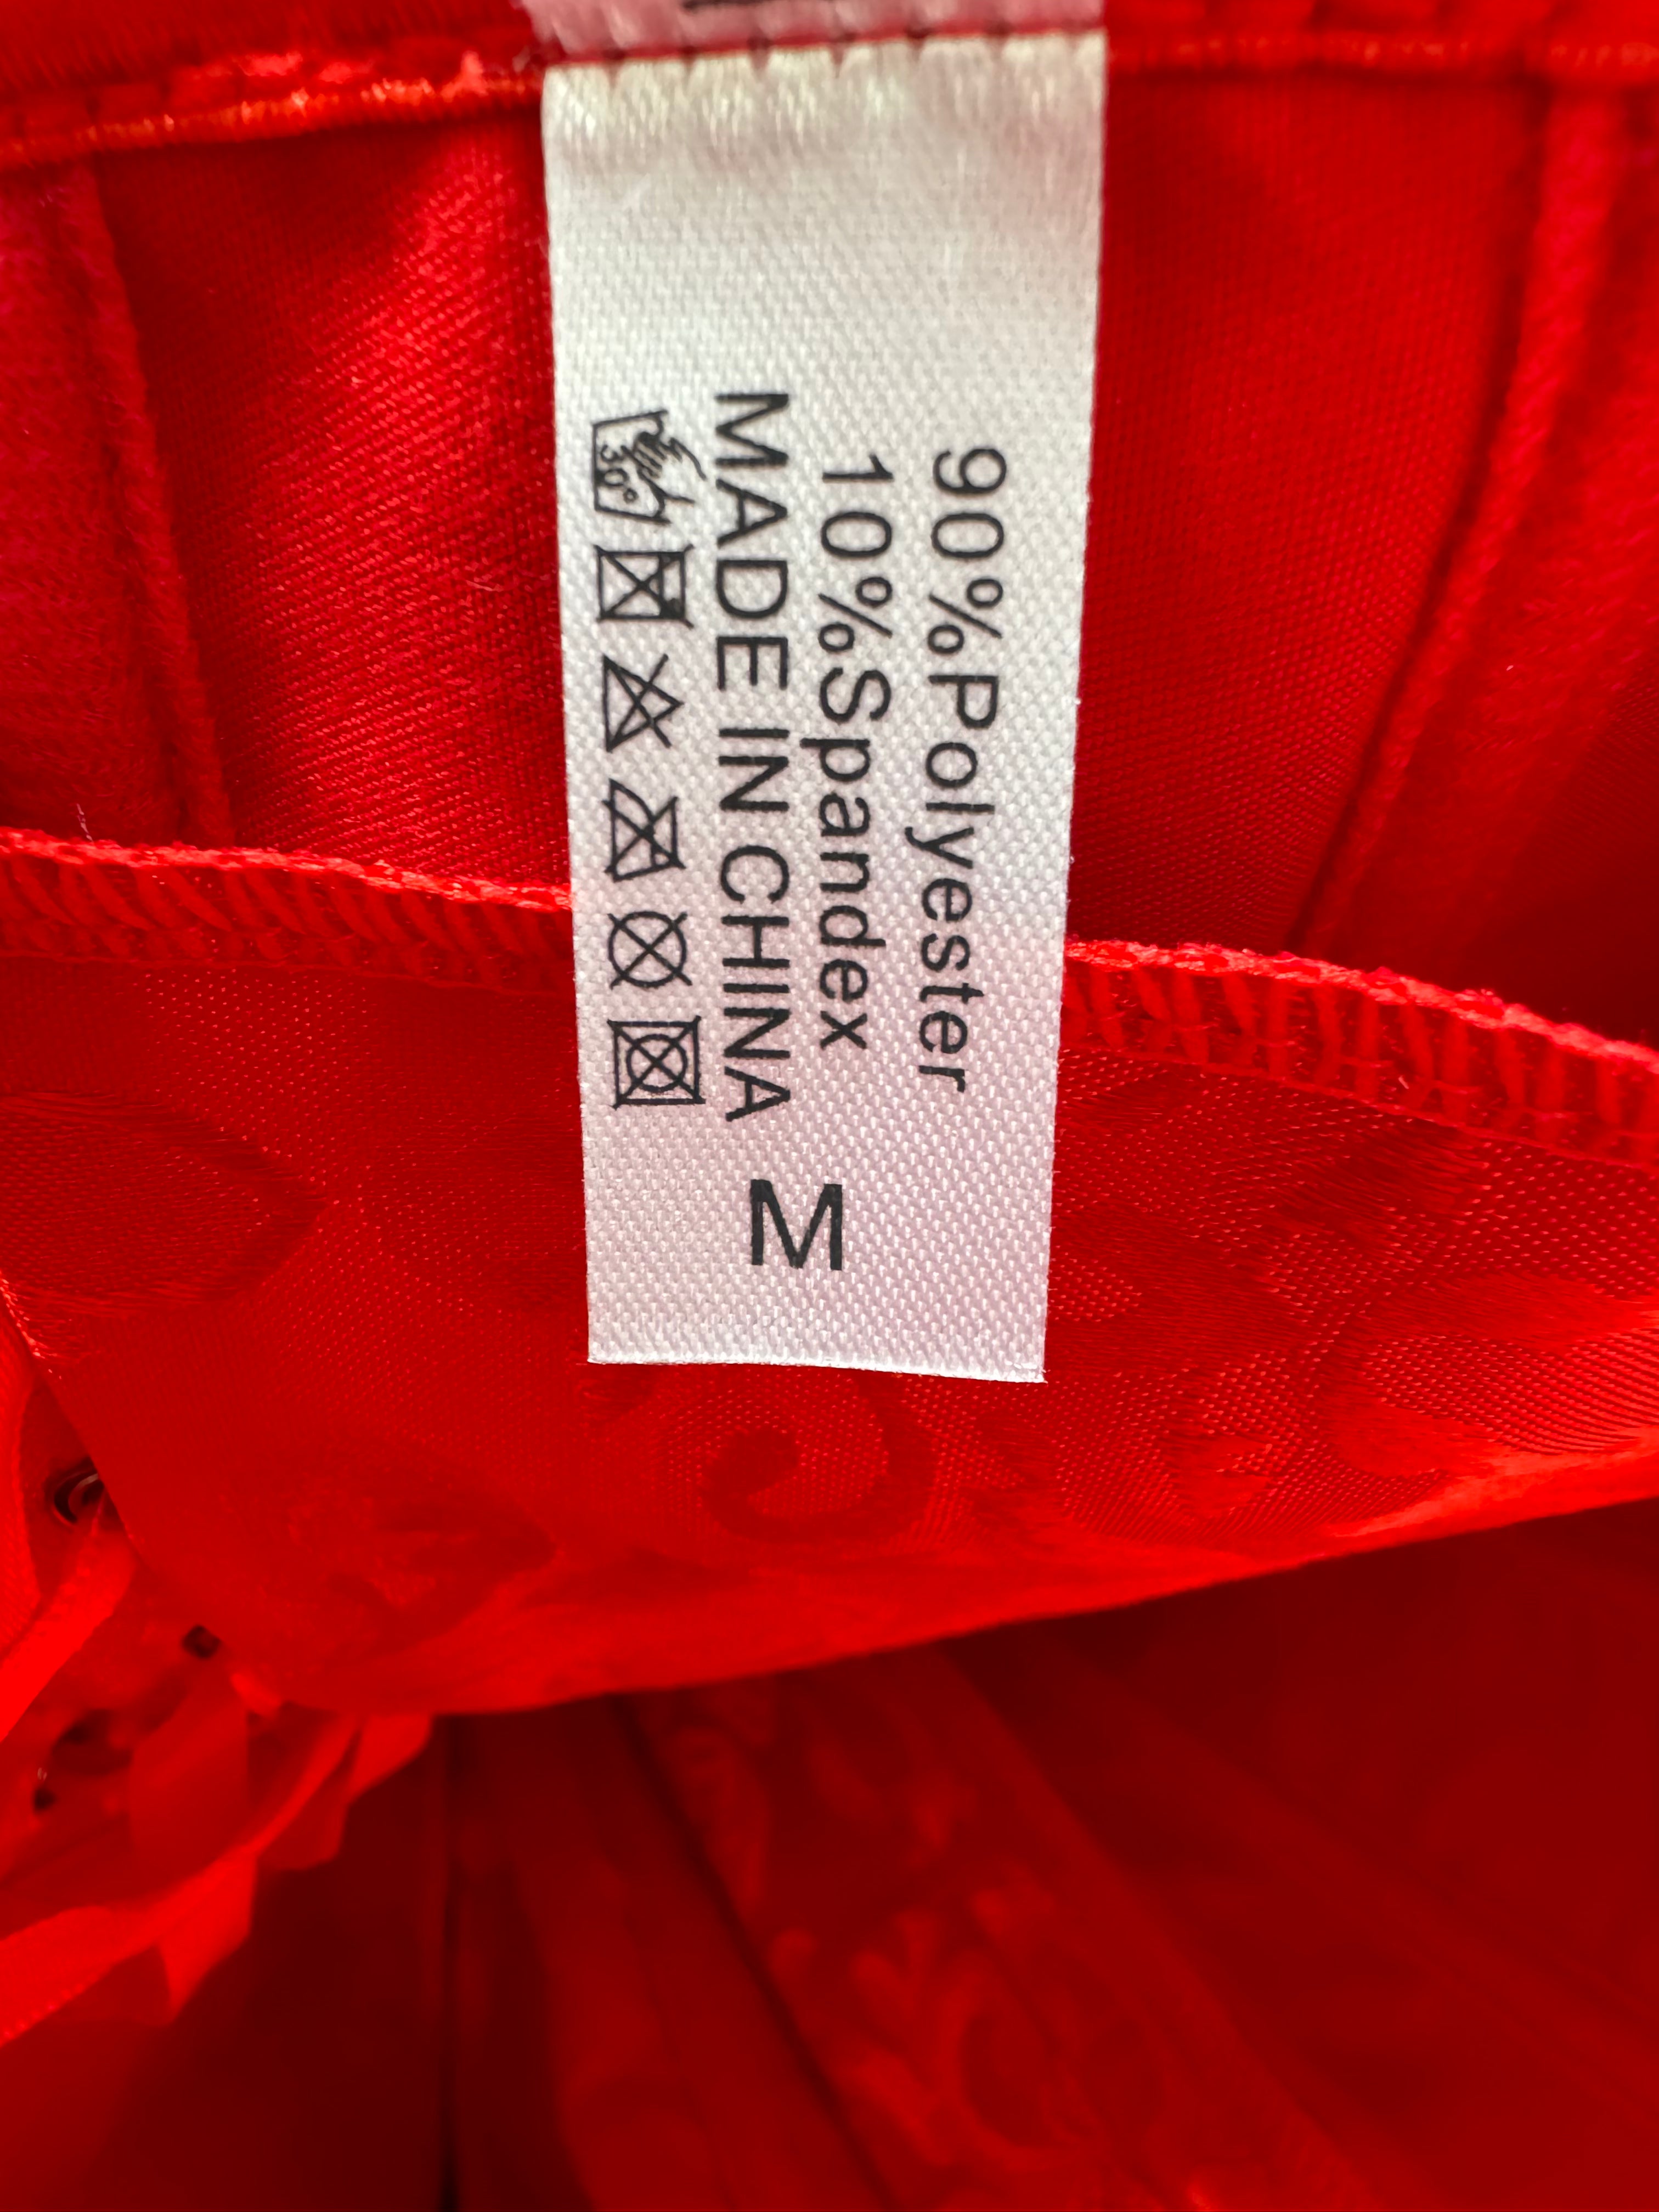 90%Polyester
10%Spandex
MADE IN CHINA
30°
M